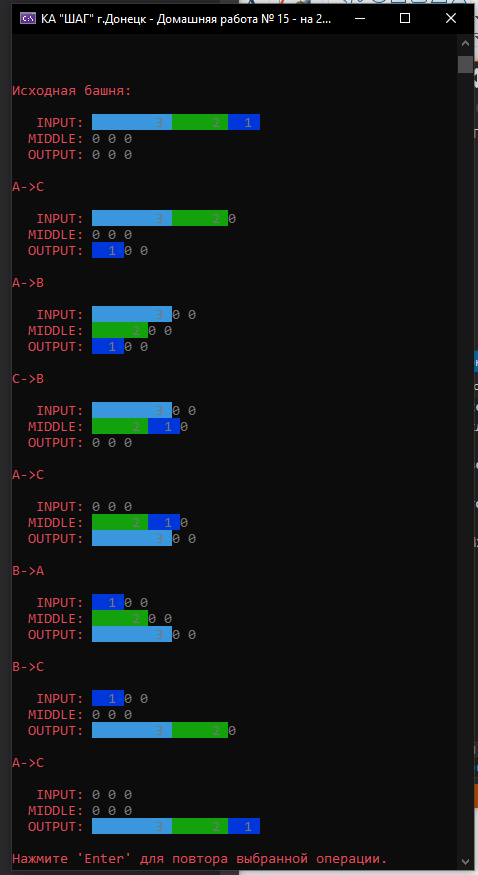 КА "ШАГ" г.Донецк - Домашняя работа № 15 - на 2...
Исходная башня:
INPUT: 3 2 1
MIDDLE: 0 0 0
OUTPUT: 0 0 0
A->C
INPUT: 3 2 0
MIDDLE: 0 0 0
OUTPUT: 1 0 0
A->B
INPUT: 3 0 0
MIDDLE: 2 0 0
OUTPUT: 1 0 0
C->B
INPUT: 3 0 0
MIDDLE: 2 1 0
OUTPUT: 0 0 0
A->C
INPUT: 0 0 0
MIDDLE: 2 1 0
OUTPUT: 3 0 0
B->A
INPUT: 1 0 0
MIDDLE: 2 0 0
OUTPUT: 3 0 0
B->C
INPUT: 1 0 0
MIDDLE: 0 0 0
OUTPUT: 3 2 0
A->C
INPUT: 0 0 0
MIDDLE: 0 0 0
OUTPUT: 3 2 1
Нажмите 'Enter' для повтора выбранной операции.